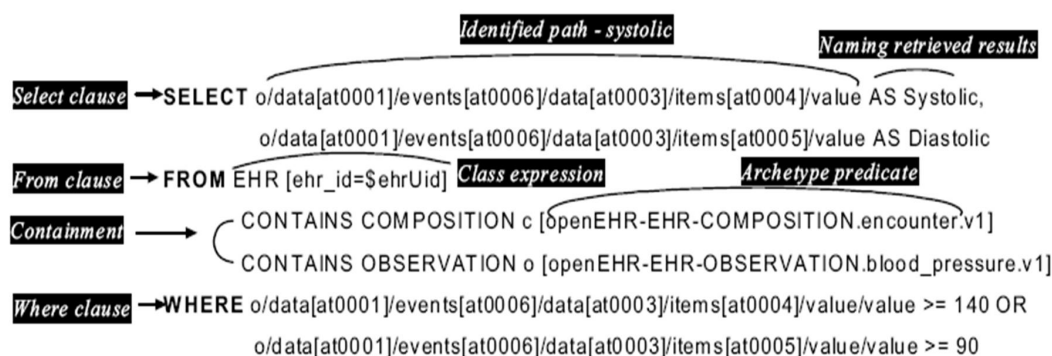 Identified path - systolic
Naming retrieved results
Select clause SELECT o/data[at0001]/events[at0006]/data[at0003]/items[at0004]/value AS Systolic,
o/data[at0001]/events[at0006]/data[at0003]/items[at0005]/value AS Diastolic
From clause FROM EHR [ehr_id=$ehrUid] Class expression Archetype predicate
Containment CONTAINS COMPOSITION c [openEHR-EHR-COMPOSITION.encounter.v1]
CONTAINS OBSERVATION o [openEHR-EHR-OBSERVATION.blood_pressure.v1]
Where clause WHERE o/data[at0001]/events[at0006]/data[at0003]/items[at0004]/value/value >= 140 OR
o/data[at0001]/events[at0006]/data[at0003]/items[at0005]/value/value >= 90